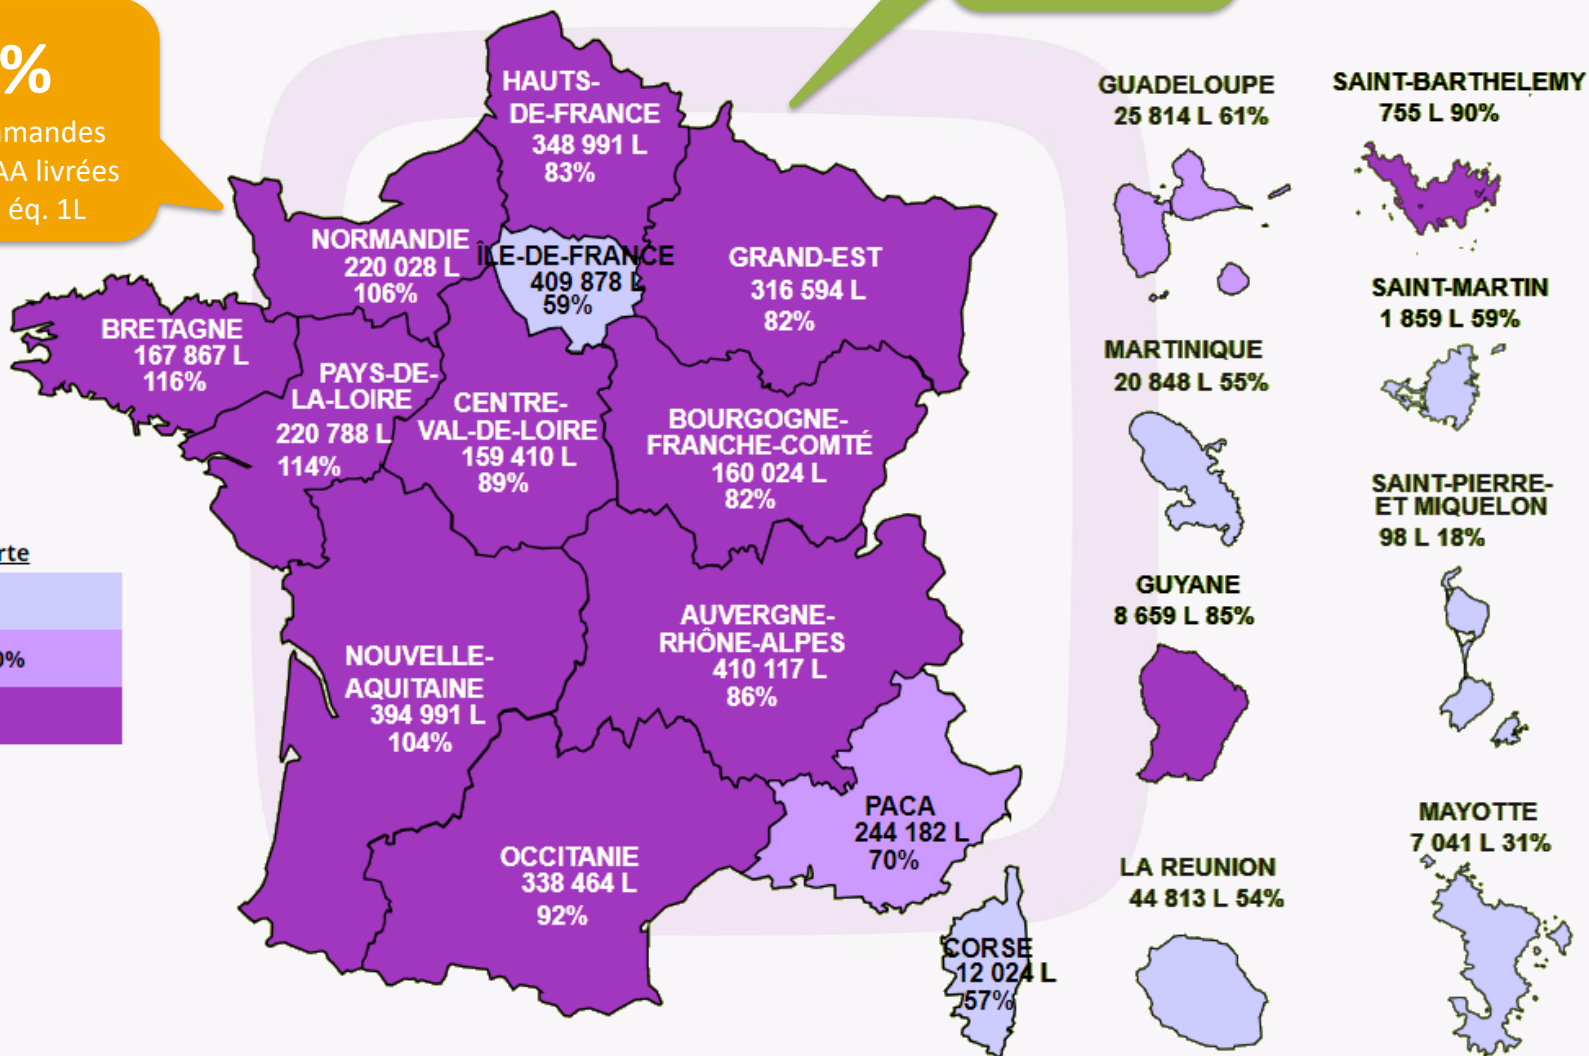 %
AA livrées
éq. 1L
HAUTS-
DE-FRANCE
348 991 L
83%
NORMANDIE
220 028 L
106%
ÎLE-DE-FRANCE
409 878 L
59%
GRAND-EST
316 594 L
82%
BRETAGNE
167 867 L
116%
PAYS-DE-
LA-LOIRE
220 788 L
114%
CENTRE-
VAL-DE-LOIRE
159 410 L
89%
BOURGOGNE-
FRANCHE-COMTÉ
160 024 L
82%
NOUVELLE-
AQUITAINE
394 991 L
104%
AUVERGNE-
RHÔNE-ALPES
410 117 L
86%
OCCITANIE
338 464 L
92%
PACA
244 182 L
70%
CORSE
12 024 L
57%
GUADELOUPE
25 814 L 61%
MARTINIQUE
20 848 L 55%
GUYANE
8 659 L 85%
LA REUNION
44 813 L 54%
SAINT-BARTHELEMY
755 L 90%
SAINT-MARTIN
1 859 L 59%
SAINT-PIERRE-
ET MIQUELON
98 L 18%
MAYOTTE
7 041 L 31%